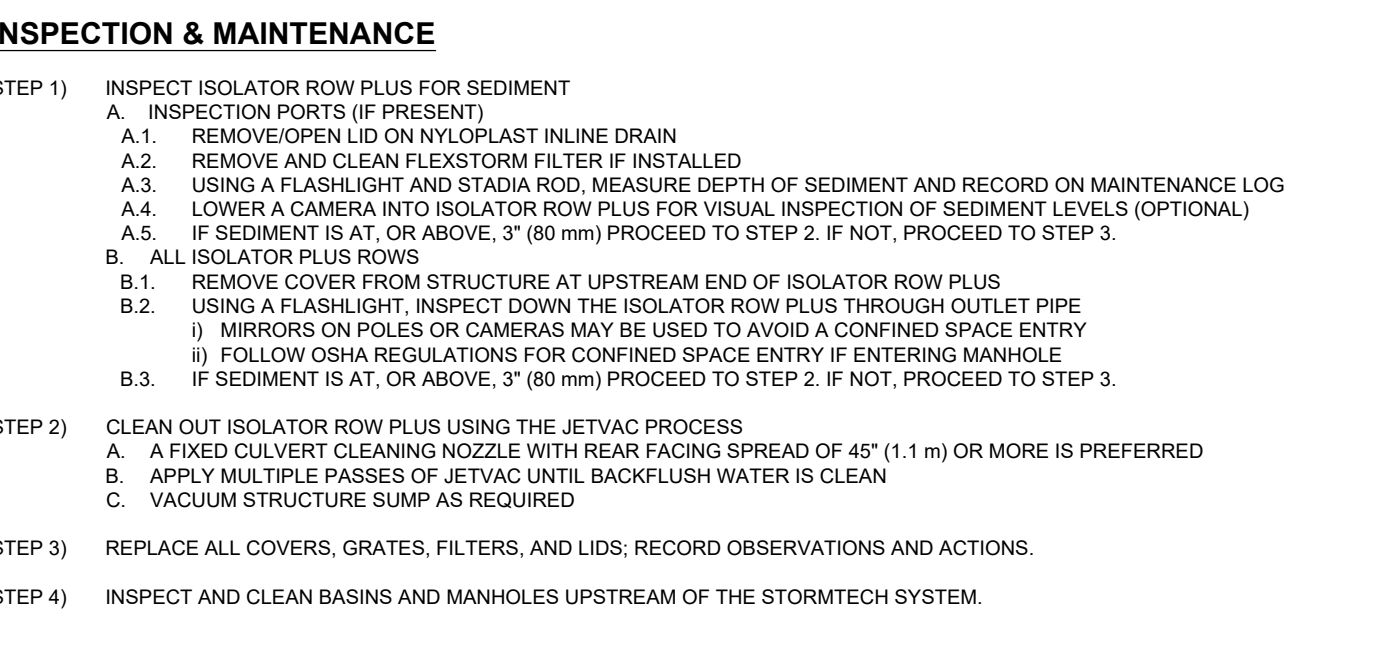 NSPECTION & MAINTENANCE
STEP 1) INSPECT ISOLATOR ROW PLUS FOR SEDIMENT
A. INSPECTION PORTS (IF PRESENT)
A.1. REMOVE/OPEN LID ON NYLOPLAST INLINE DRAIN
A.2. REMOVE AND CLEAN FLEXSTORM FILTER IF INSTALLED
A.3. USING A FLASHLIGHT AND STADIA ROD, MEASURE DEPTH OF SEDIMENT AND RECORD ON MAINTENANCE LOG
A.4. LOWER A CAMERA INTO ISOLATOR ROW PLUS FOR VISUAL INSPECTION OF SEDIMENT LEVELS (OPTIONAL)
A.5. IF SEDIMENT IS AT, OR ABOVE, 3" (80 mm) PROCEED TO STEP 2. IF NOT, PROCEED TO STEP 3.
B. ALL ISOLATOR PLUS ROWS
B.1. REMOVE COVER FROM STRUCTURE AT UPSTREAM END OF ISOLATOR ROW PLUS
B.2. USING A FLASHLIGHT, INSPECT DOWN THE ISOLATOR ROW PLUS THROUGH OUTLET PIPE
i) MIRRORS ON POLES OR CAMERAS MAY BE USED TO AVOID A CONFINED SPACE ENTRY
ii) FOLLOW OSHA REGULATIONS FOR CONFINED SPACE ENTRY IF ENTERING MANHOLE
B.3. IF SEDIMENT IS AT, OR ABOVE, 3" (80 mm) PROCEED TO STEP 2. IF NOT, PROCEED TO STEP 3.
STEP 2) CLEAN OUT ISOLATOR ROW PLUS USING THE JETVAC PROCESS
A. A FIXED CULVERT CLEANING NOZZLE WITH REAR FACING SPREAD OF 45" (1.1 m) OR MORE IS PREFERRED
B. APPLY MULTIPLE PASSES OF JETVAC UNTIL BACKFLUSH WATER IS CLEAN
C. VACUUM STRUCTURE SUMP AS REQUIRED
STEP 3) REPLACE ALL COVERS, GRATES, FILTERS, AND LIDS; RECORD OBSERVATIONS AND ACTIONS.
STEP 4) INSPECT AND CLEAN BASINS AND MANHOLES UPSTREAM OF THE STORMTECH SYSTEM.